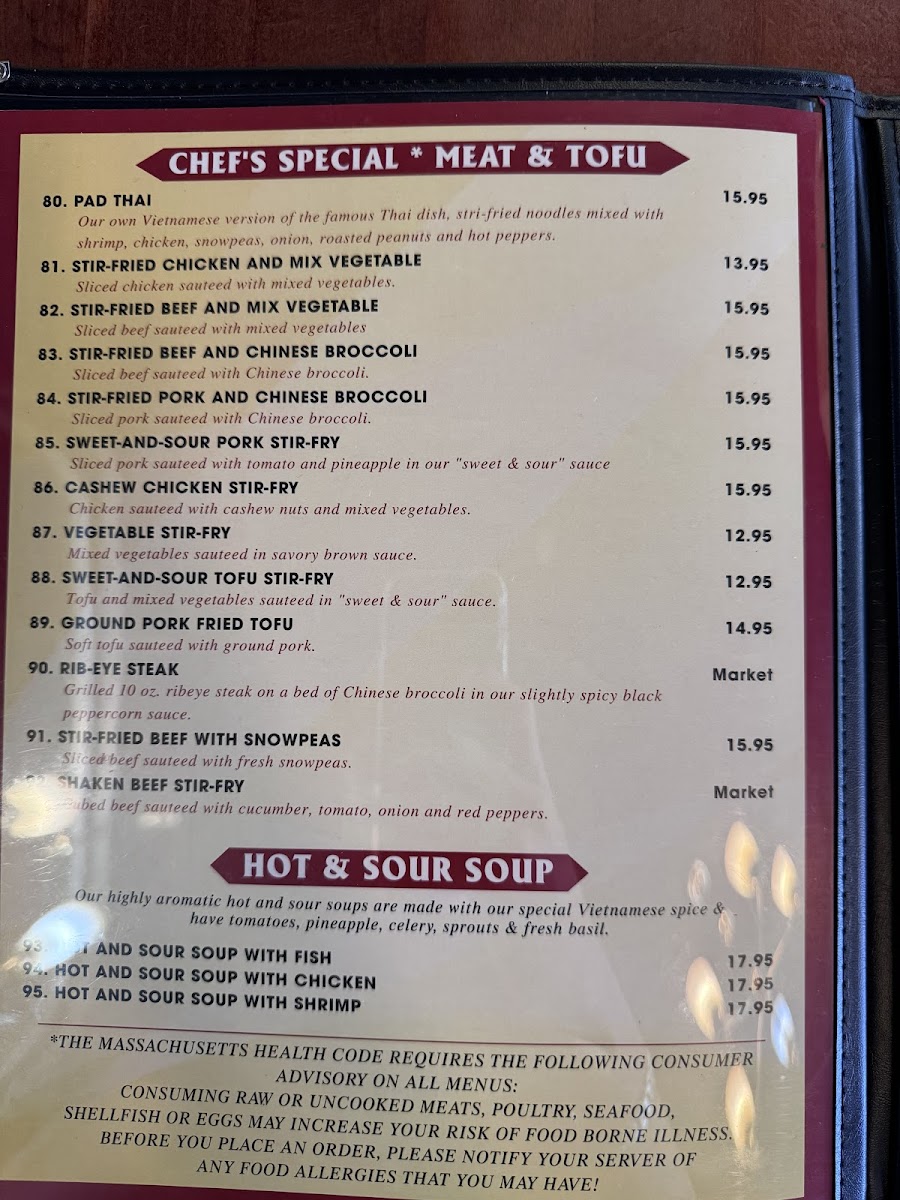 CHEF'S SPECIAL * MEAT & TOFU
80. PAD THAI 15.95
Our own Vietnamese version of the famous Thai dish, stri-fried noodles mixed with
shrimp, chicken, snowpeas, onion, roasted peanuts and hot peppers.
81. STIR-FRIED CHICKEN AND MIX VEGETABLE 13.95
Sliced chicken sauteed with mixed vegetables.
82. STIR-FRIED BEEF AND MIX VEGETABLE 15.95
Sliced beef sauteed with mixed vegetables
83. STIR-FRIED BEEF AND CHINESE BROCCOLI 15.95
Sliced beef sauteed with Chinese broccoli.
84. STIR-FRIED PORK AND CHINESE BROCCOLI 15.95
Sliced pork sauteed with Chinese broccoli.
85. SWEET-AND-SOUR PORK STIR-FRY 15.95
Sliced pork sauteed with tomato and pineapple in our "sweet & sour" sauce
86. CASHEW CHICKEN STIR-FRY 15.95
Chicken sauteed with cashew nuts and mixed vegetables.
87. VEGETABLE STIR-FRY 12.95
Mixed vegetables sauteed in savory brown sauce.
88. SWEET-AND-SOUR TOFU STIR-FRY 12.95
Tofu and mixed vegetables sauteed in "sweet & sour" sauce.
89. GROUND PORK FRIED TOFU 14.95
Soft tofu sauteed with ground pork.
90. RIB-EYE STEAK Market
Grilled 10 oz. ribeye steak on a bed of Chinese broccoli in our slightly spicy black
peppercorn sauce.
91. STIR-FRIED BEEF WITH SNOWPEAS 15.95
Sliced beef sauteed with fresh snowpeas.
92. SHAKEN BEEF STIR-FRY Market
Cubed beef sauteed with cucumber, tomato, onion and red peppers.
HOT & SOUR SOUP
Our highly aromatic hot and sour soups are made with our special Vietnamese spice &
have tomatoes, pineapple, celery, sprouts & fresh basil.
93. HOT AND SOUR SOUP WITH FISH 17.95
94. HOT AND SOUR SOUP WITH CHICKEN 17.95
95. HOT AND SOUR SOUP WITH SHRIMP 17.95
*THE MASSACHUSETTS HEALTH CODE REQUIRES THE FOLLOWING CONSUMER
ADVISORY ON ALL MENUS:
CONSUMING RAW OR UNCOOKED MEATS, POULTRY, SEAFOOD,
SHELLFISH OR EGGS MAY INCREASE YOUR RISK OF FOOD BORNE ILLNESS.
BEFORE YOU PLACE AN ORDER, PLEASE NOTIFY YOUR SERVER OF
ANY FOOD ALLERGIES THAT YOU MAY HAVE!